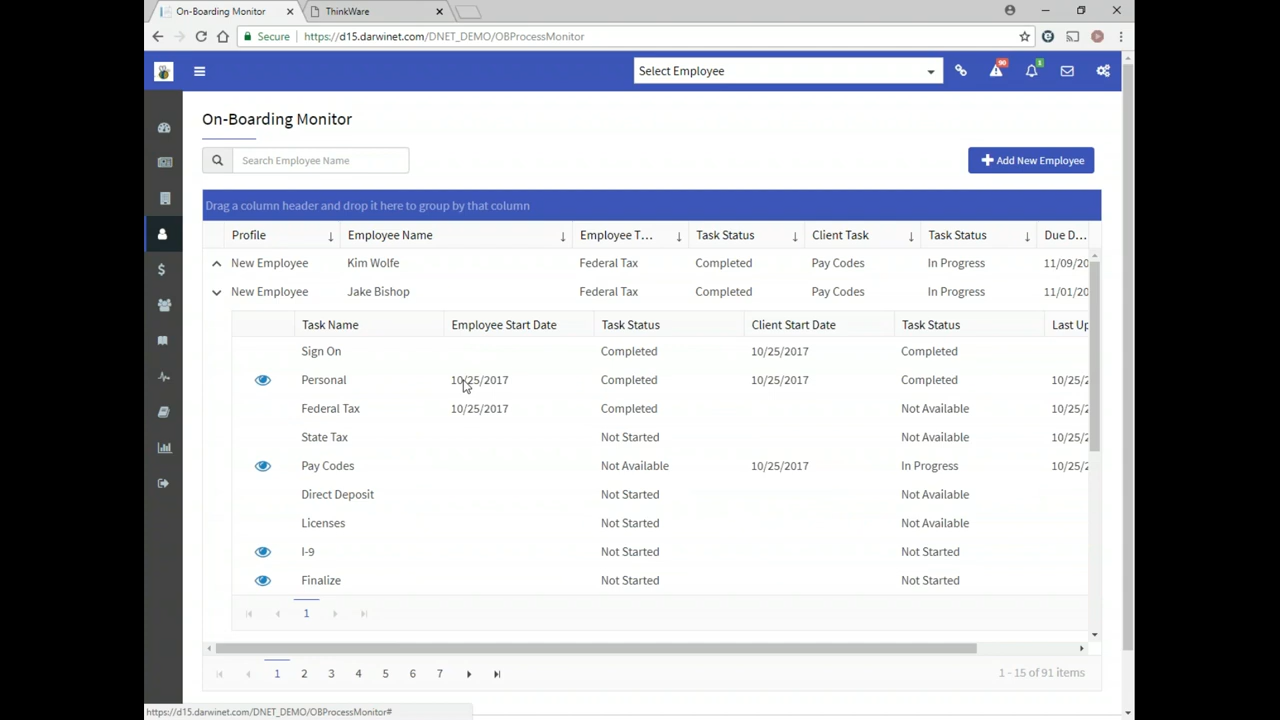 On-Boarding Monitor
ThinkWare
Secure
https://d15.darwinet.com/DNET_DEMO/OBProcessMonitor
Select Employee
90
1
On-Boarding Monitor
Search Employee Name
Add New Employee
Drag a column header and drop it here to group by that column
Profile Employee Name Employee T... Task Status Client Task Task Status Due D...
New Employee Kim Wolfe Federal Tax Completed Pay Codes In Progress 11/09/20
New Employee Jake Bishop Federal Tax Completed Pay Codes In Progress 11/01/20
Task Name Employee Start Date Task Status Client Start Date Task Status Last Up
Sign On Completed 10/25/2017 Completed
Personal 10/25/2017 Completed 10/25/2017 Completed 10/25/2
Federal Tax 10/25/2017 Completed Not Available 10/25/2
State Tax Not Started Not Available 10/25/2
Pay Codes Not Available 10/25/2017 In Progress 10/25/2
Direct Deposit Not Started Not Available
Licenses Not Started Not Available
I-9 Not Started Not Started
Finalize Not Started Not Started
1
1 2 3 4 5 6 7
1 - 15 of 91 items
https://d15.darwinet.com/DNET_DEMO/OBProcessMonitor#